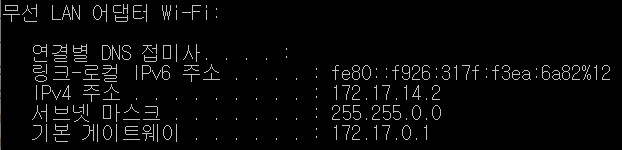 무선 LAN 어댑터 Wi-Fi:
연결별 DNS 접미사. . . . :
링크-로컬 IPv6 주소 . . . . : fe80::f926:317f:f3ea:6a82%12
IPv4 주소 . . . . . . . . . : 172.17.14.2
서브넷 마스크 . . . . . . . : 255.255.0.0
기본 게이트웨이 . . . . . . : 172.17.0.1